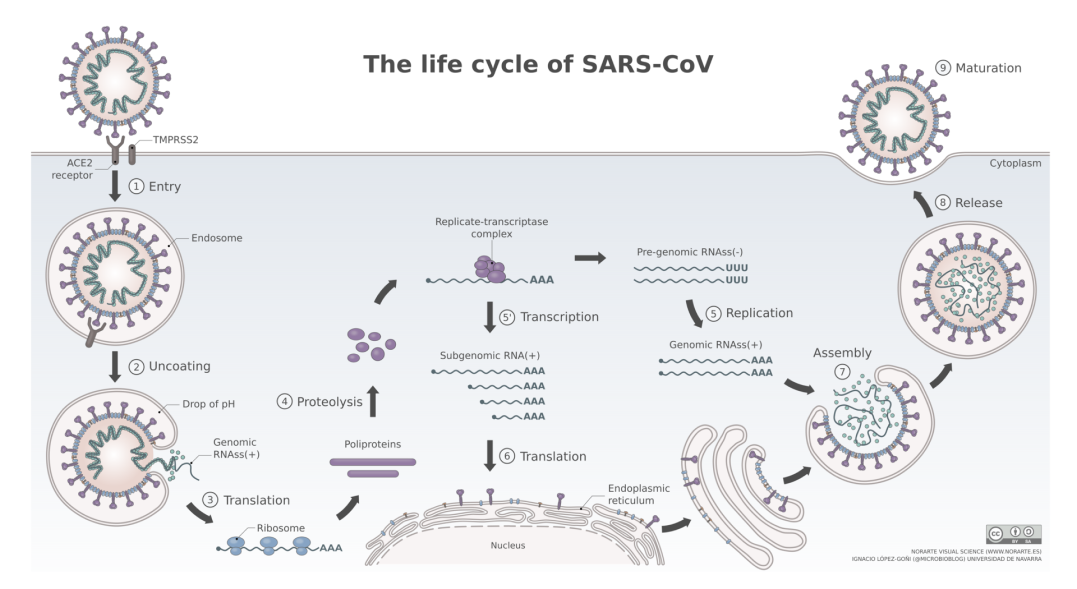 The life cycle of SARS-CoV
TMPRSS2
ACE2
receptor
1 Entry
Endosome
2 Uncoating
Drop of pH
Genomic
RNAss(+)
3 Translation
Ribosome
AAA
Poliproteins
4 Proteolysis
Replicate-transcriptase
complex
AAA
5' Transcription
Subgenomic RNA(+)
AAA
AAA
AAA
AAA
6 Translation
Endoplasmic
reticulum
Nucleus
Pre-genomic RNAss(-)
UUU
UUU
5 Replication
Genomic RNAss(+)
AAA
AAA
Assembly
7
8 Release
9 Maturation
Cytoplasm
cc
BY SA
NORARTE VISUAL SCIENCE (WWW.NORARTE.ES)
IGNACIO LÓPEZ-GOÑI (@MICROBIOBLOG) UNIVERSIDAD DE NAVARRA